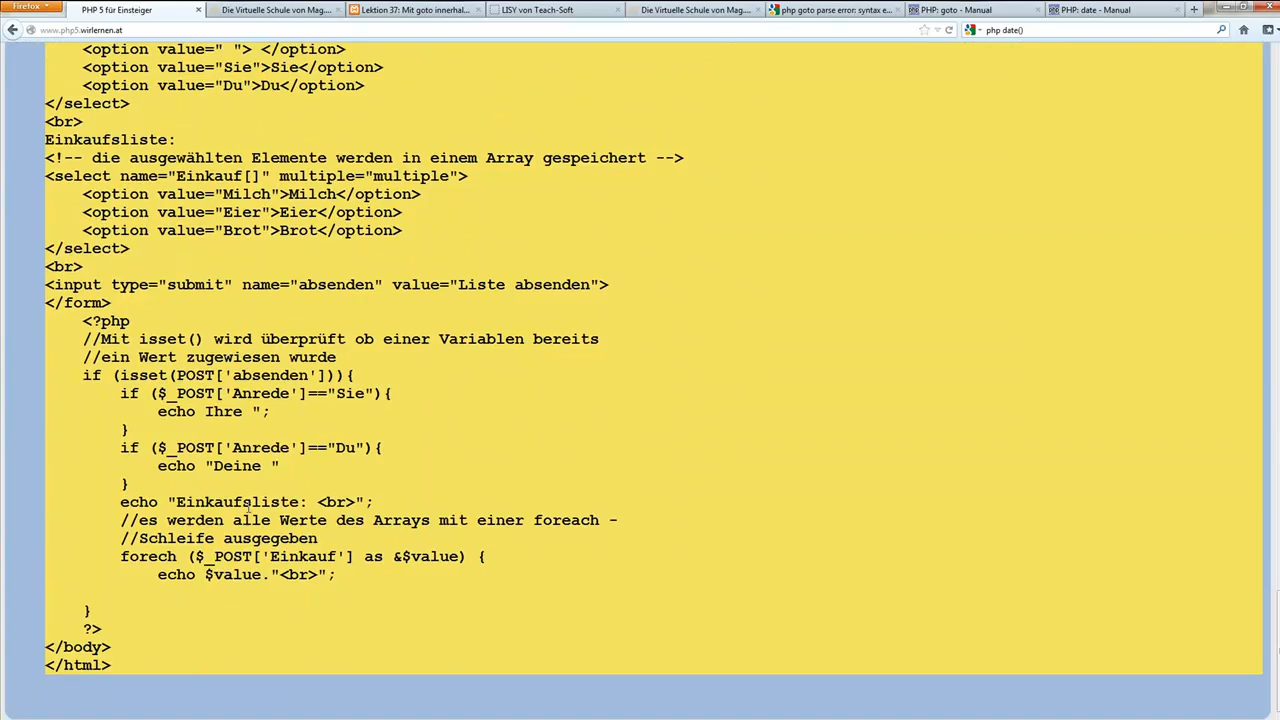 Firefox
PHP 5 für Einsteiger
Die Virtuelle Schule von Mag....
Lektion 37: Mit goto innerhal...
LISY von Teach-Soft
Die Virtuelle Schule von Mag....
php goto parse error: syntax e...
PHP: goto - Manual
PHP: date - Manual
www.php5.wirlernen.at
php date()
<option value=" "> </option>
<option value="Sie">Sie</option>
<option value="Du">Du</option>
</select>
<br>
Einkaufsliste:
<!-- die ausgewählten Elemente werden in einem Array gespeichert -->
<select name="Einkauf[]" multiple="multiple">
<option value="Milch">Milch</option>
<option value="Eier">Eier</option>
<option value="Brot">Brot</option>
</select>
<br>
<input type="submit" name="absenden" value="Liste absenden">
</form>
<?php
//Mit isset() wird überprüft ob einer Variablen bereits
//ein Wert zugewiesen wurde
if (isset(POST['absenden'])){
if ($_POST['Anrede']=="Sie"){
echo Ihre ";
}
if ($_POST['Anrede']=="Du"){
echo "Deine "
}
echo "Einkaufsliste: <br>";
//es werden alle Werte des Arrays mit einer foreach -
//Schleife ausgegeben
forech ($_POST['Einkauf'] as &$value) {
echo $value."<br>";
}
?>
</body>
</html>